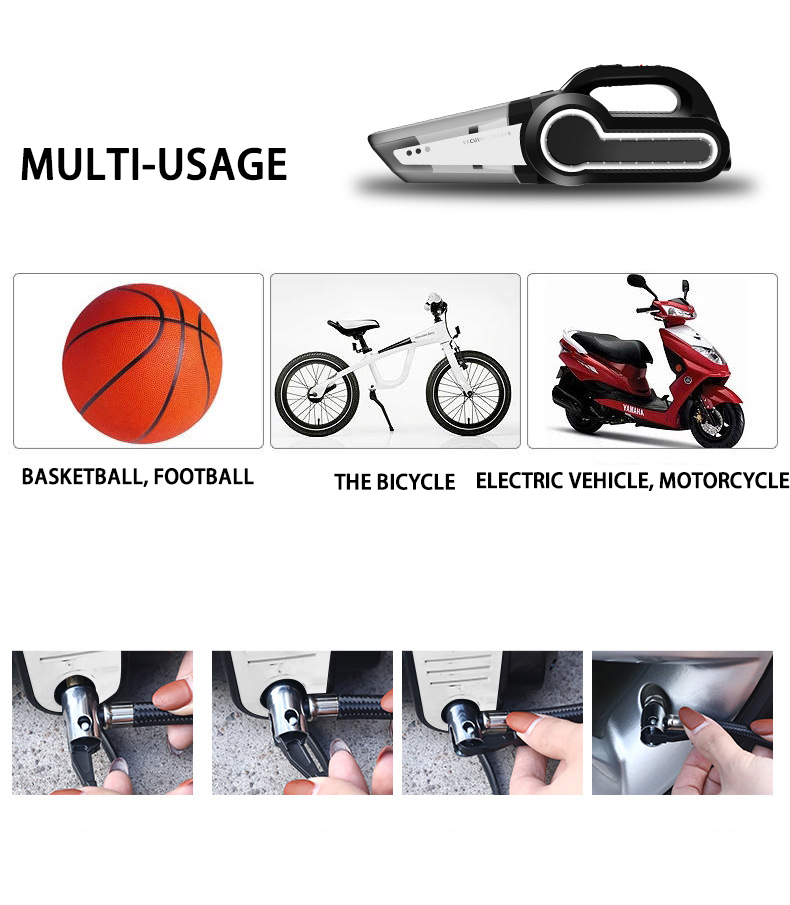 MULTI-USAGE
BASKETBALL, FOOTBALL
THE BICYCLE
ELECTRIC VEHICLE, MOTORCYCLE
YAMAHA